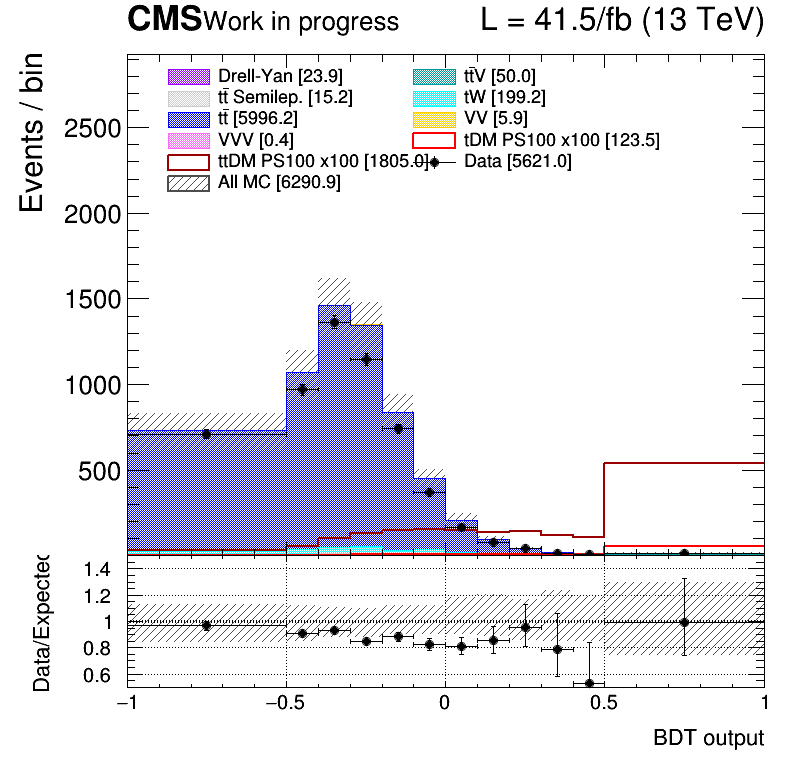 CMS Work in progress L = 41.5/fb (13 TeV)
Events / bin
Drell-Yan [23.9] tt̄V [50.0]
tt̄ Semilep. [15.2] tW [199.2]
tt̄ [5996.2] VV [5.9]
VVV [0.4] tDM PS100 x100 [123.5]
ttDM PS100 x100 [1805.0] Data [5621.0]
All MC [6290.9]
2500
2000
1500
1000
500
Data/Expected
1.4
1.2
1
0.8
0.6
−1 −0.5 0 0.5 1
BDT output